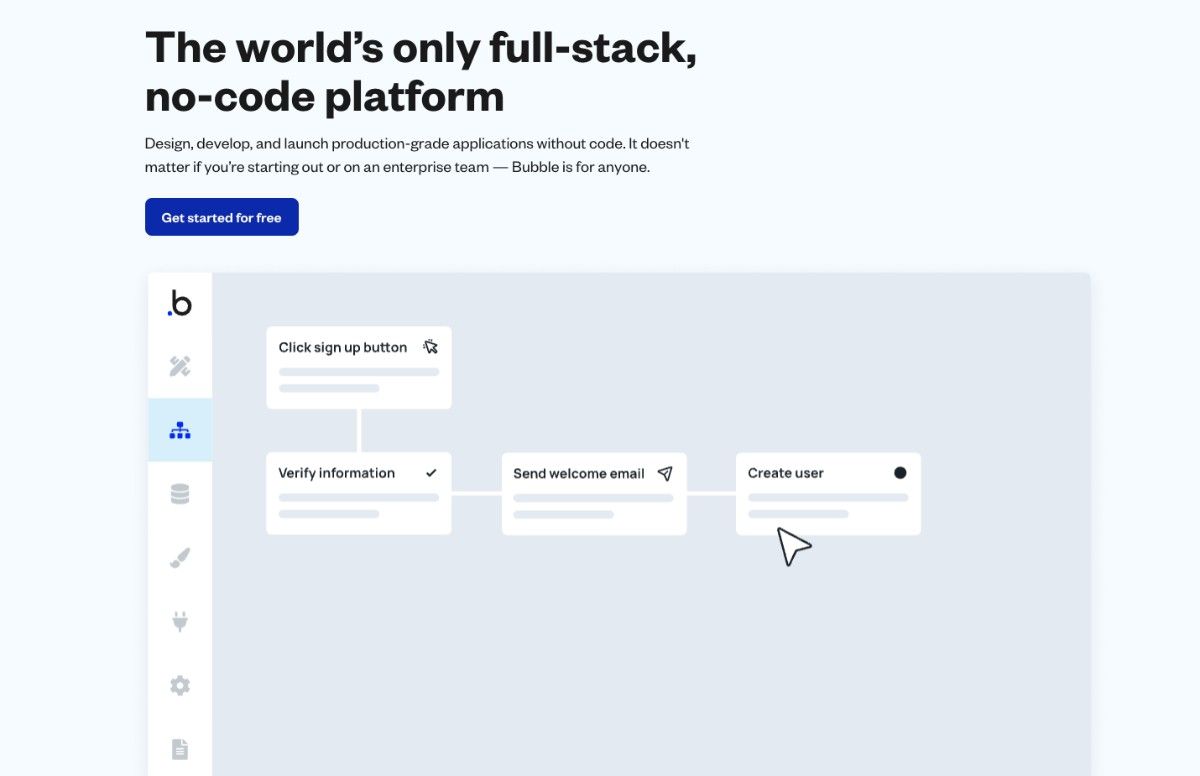 The world’s only full-stack,
no-code platform
Design, develop, and launch production-grade applications without code. It doesn't
matter if you’re starting out or on an enterprise team — Bubble is for anyone.
Get started for free
.b
Click sign up button
Verify information
Send welcome email
Create user